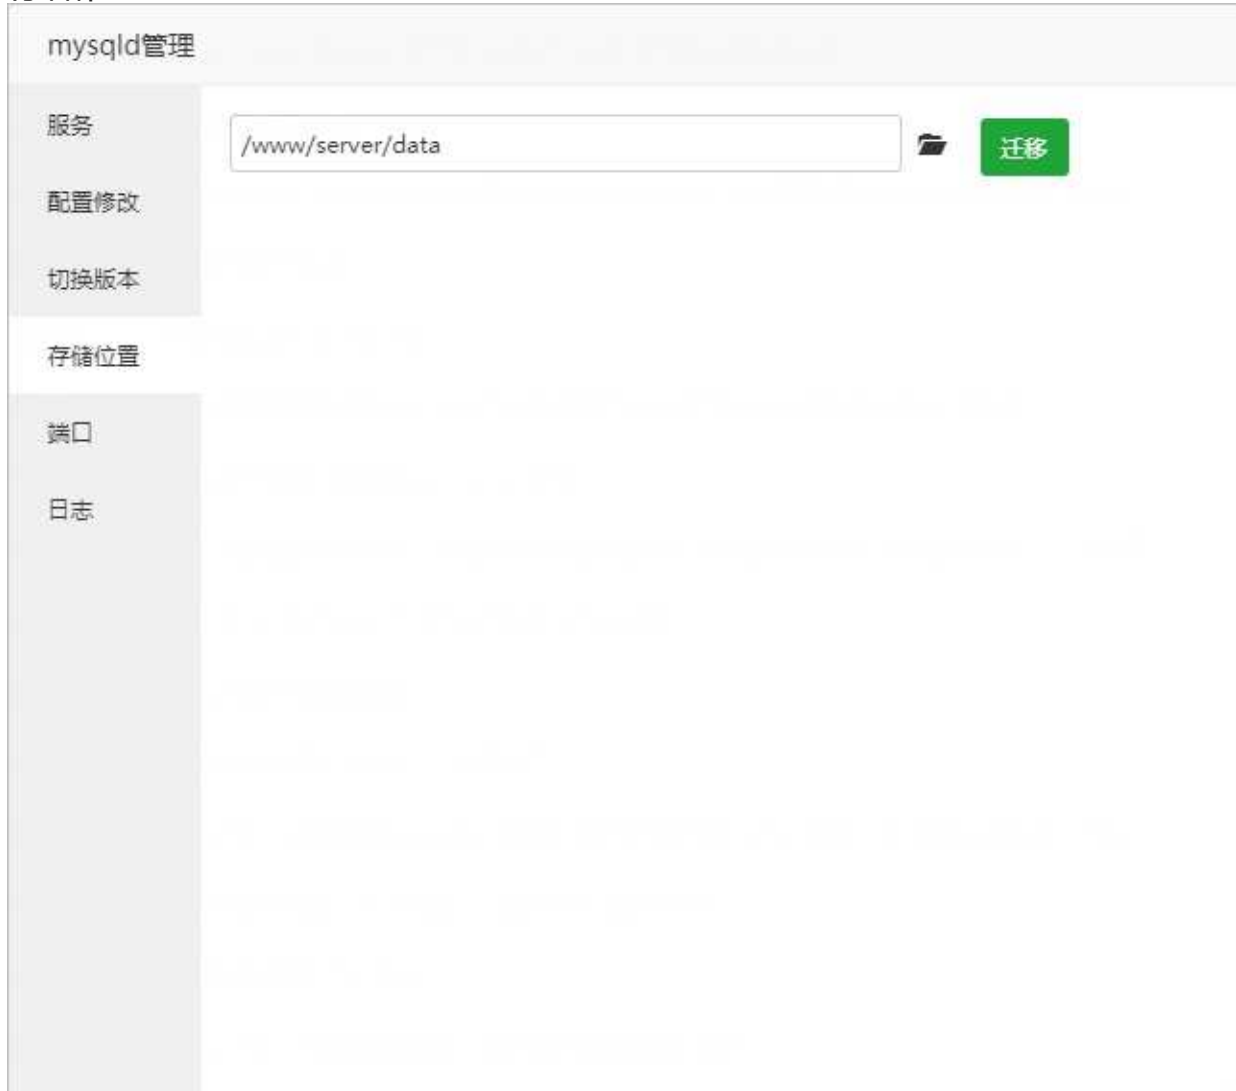 mysqld管理
服务
/www/server/data
迁移
配置修改
切换版本
存储位置
端口
日志